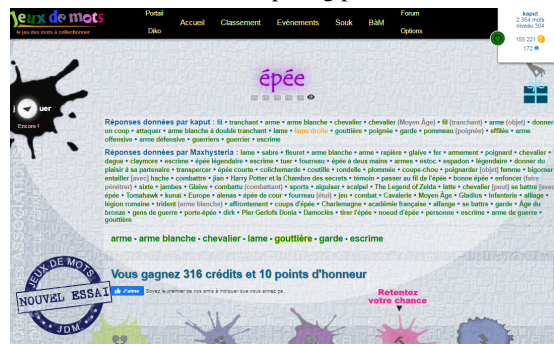 Jeux de mots
le jeu des mots à collectionner
Portail
Diko
Accueil
Classement
Evénements
Souk
BàM
Forum
Options
kaput
2 354 mots
niveau 304
195 221
172
épée
uer
Encore !
Réponses données par kaput : fil • tranchant • arme • arme blanche • chevalier • chevalier (Moyen Âge) • fil (tranchant) • arme (objet) • donner
un coup • attaquer • arme blanche à double tranchant • lame • lame droite • gouttière • poignée • garde • pommeau (poignée) • effilée • arme
offensive • arme défensive • guerriers • guerrier • escrime
Réponses données par Maxhysteria : lame • sabre • fleuret • arme blanche • arme • rapière • glaive • fer • armement • poignard • chevalier •
dague • claymore • escrime • épée légendaire • escrime • tuer • fourreau • épée à deux mains • armes • estoc • espadon • légendaire • donner du
plaisir à sa partenaire • transpercer • épée courte • colichemarde • coutille • rondelle • plommée • coupe-chou • poignarder (objet) femme • bigorner •
entailler (avec) hache • combattre • jian • Harry Potter et la Chambre des secrets • témoin • passer au fil de l'épée • bonne épée • enfoncer (faire
pénétrer) • sixte • jambes • Glaive • combattu (combattant) • sports • aiguiser • scalpel • The Legend of Zelda • latte • chevalier (peut) se battre (avec)
épée • Tomahawk • kunai • Europe • alenas • épée de cour • fourreau (étui) • jeu • combat • Cavalerie • Moyen Âge • Gladius • infanterie • alliage •
légion romaine • trident (arme blanche) • affrontement • coups d'épée • Charlemagne • académie française • alfange • se battre • garde • Âge du
bronze • gens de guerre • porte-épée • dirk • Pier Gerlofs Donia • Damoclès • tirer l'épée • noeud d'épée • personne • escrime • arme de guerre •
gouttière
arme • arme blanche • chevalier • lame • gouttière • garde • escrime
Vous gagnez 316 crédits et 10 points d'honneur
J'aime Soyez le premier de vos amis à indiquer que vous aimez ça.
Retentez
votre chance
JEUX DE MOTS
NOUVEL ESSAI
JDM